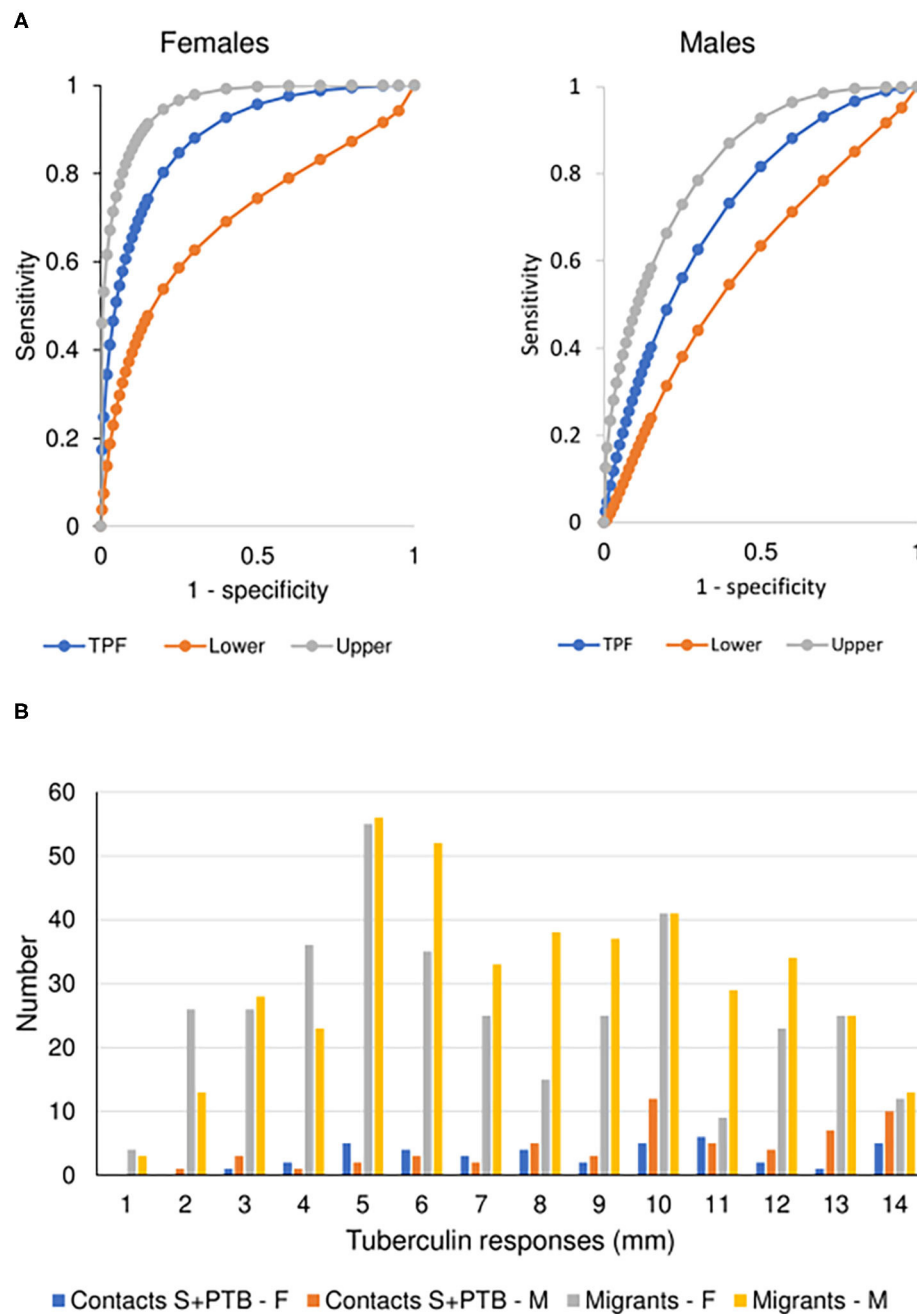 A
Females
Males
1
0.8
0.6
0.4
0.2
0
Sensitivity
0
0.5
1
1 - specificity
TPF
Lower
Upper
1
0.8
0.6
0.4
0.2
0
Sensitivity
0
0.5
1
1 - specificity
TPF
Lower
Upper
B
60
50
40
30
20
10
0
Number
1 2 3 4 5 6 7 8 9 10 11 12 13 14
Tuberculin responses (mm)
Contacts S+PTB - F Contacts S+PTB - M Migrants - F Migrants - M